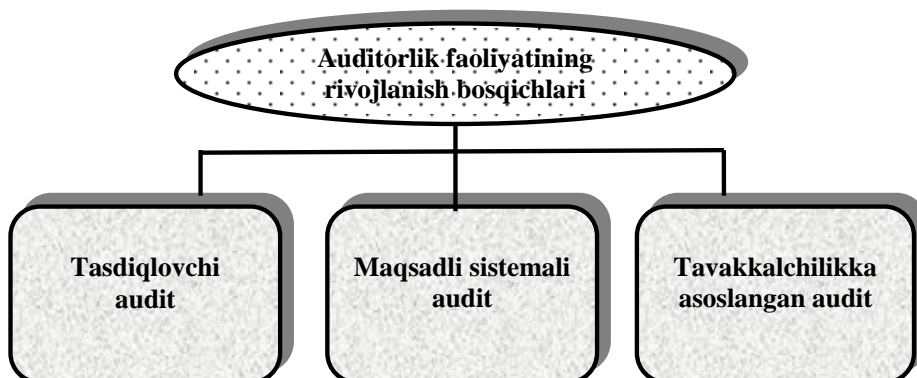 Auditorlik faoliyatining
rivojlanish bosqichlari
Tasdiqlovchi
audit
Maqsadli sistemali
audit
Tavakkalchilikka
asoslangan audit